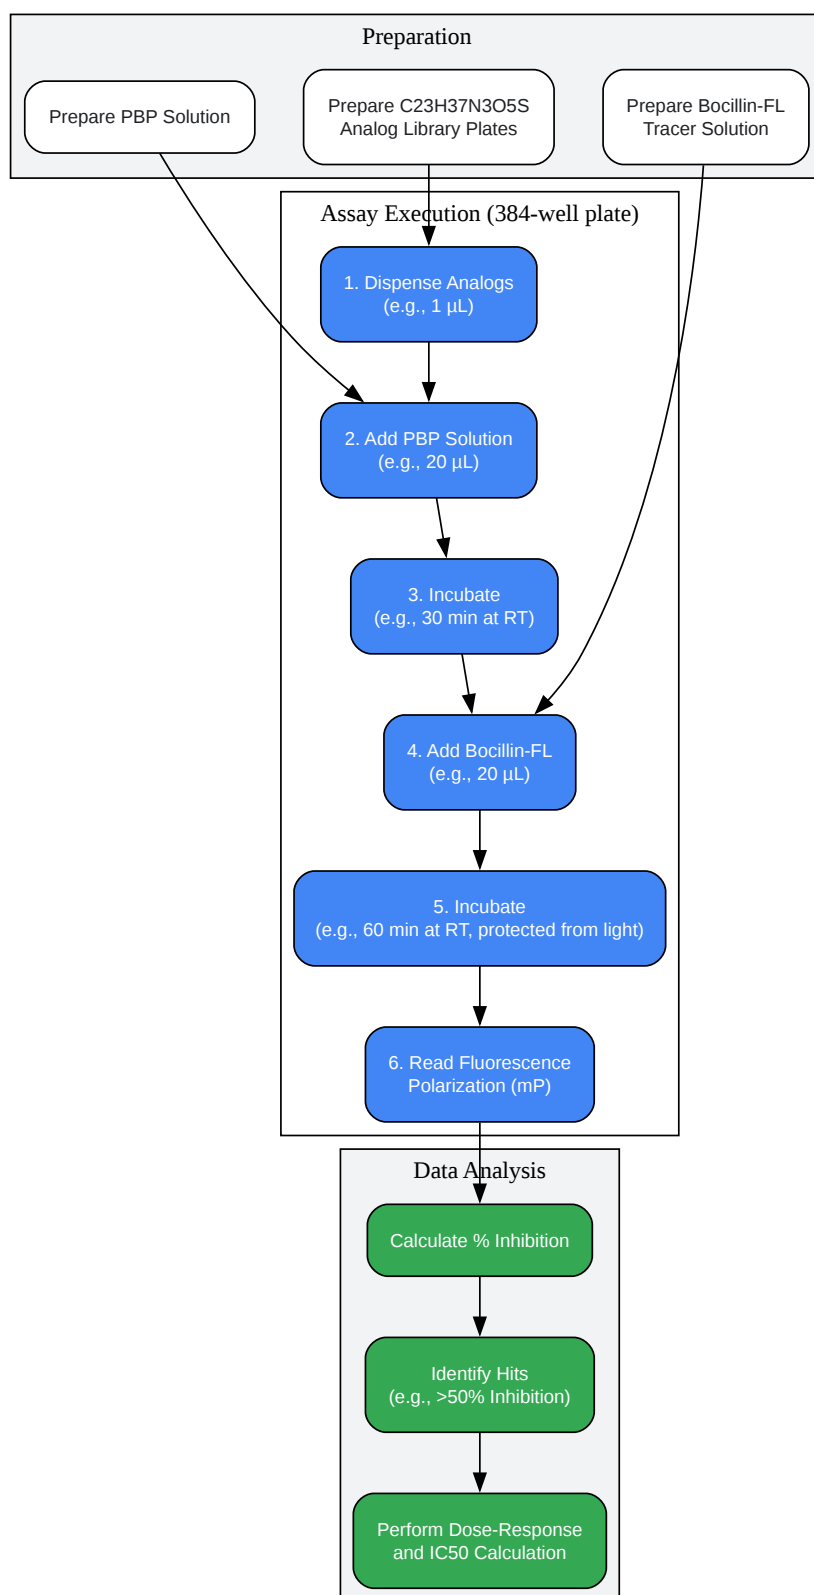 Preparation
Prepare PBP Solution
Prepare C23H37N3O5S
Analog Library Plates
Prepare Bocillin-FL
Tracer Solution
Assay Execution (384-well plate)
1. Dispense Analogs
(e.g., 1 µL)
2. Add PBP Solution
(e.g., 20 µL)
3. Incubate
(e.g., 30 min at RT)
4. Add Bocillin-FL
(e.g., 20 µL)
5. Incubate
(e.g., 60 min at RT, protected from light)
6. Read Fluorescence
Polarization (mP)
Data Analysis
Calculate % Inhibition
Identify Hits
(e.g., >50% Inhibition)
Perform Dose-Response
and IC50 Calculation